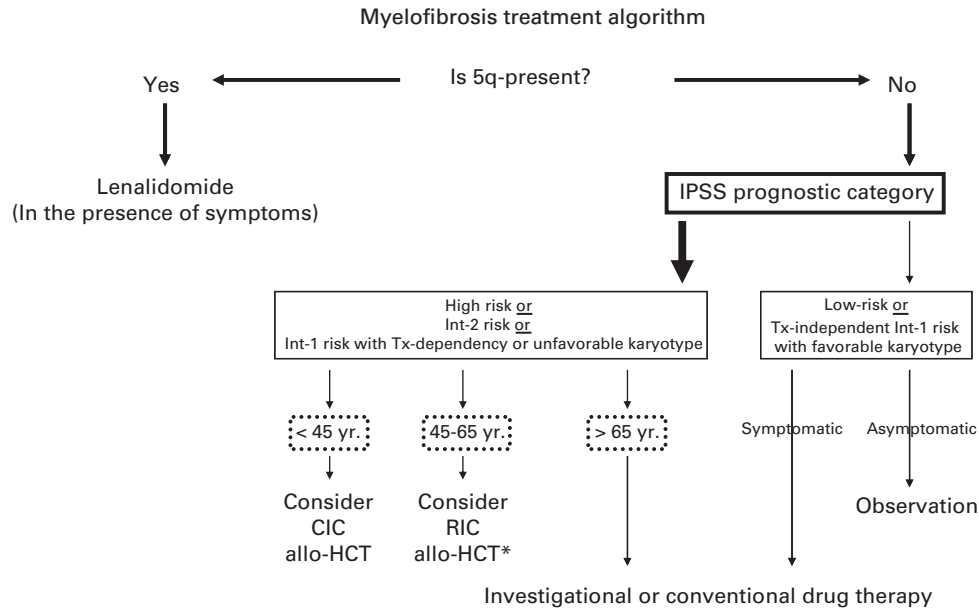 Myelofibrosis treatment algorithm
Is 5q-present?
Yes
No
Lenalidomide
(In the presence of symptoms)
IPSS prognostic category
High risk or
Int-2 risk or
Int-1 risk with Tx-dependency or unfavorable karyotype
Low-risk or
Tx-independent Int-1 risk
with favorable karyotype
< 45 yr.
45-65 yr.
> 65 yr.
Symptomatic
Asymptomatic
Consider
CIC
allo-HCT
Consider
RIC
allo-HCT*
Observation
Investigational or conventional drug therapy